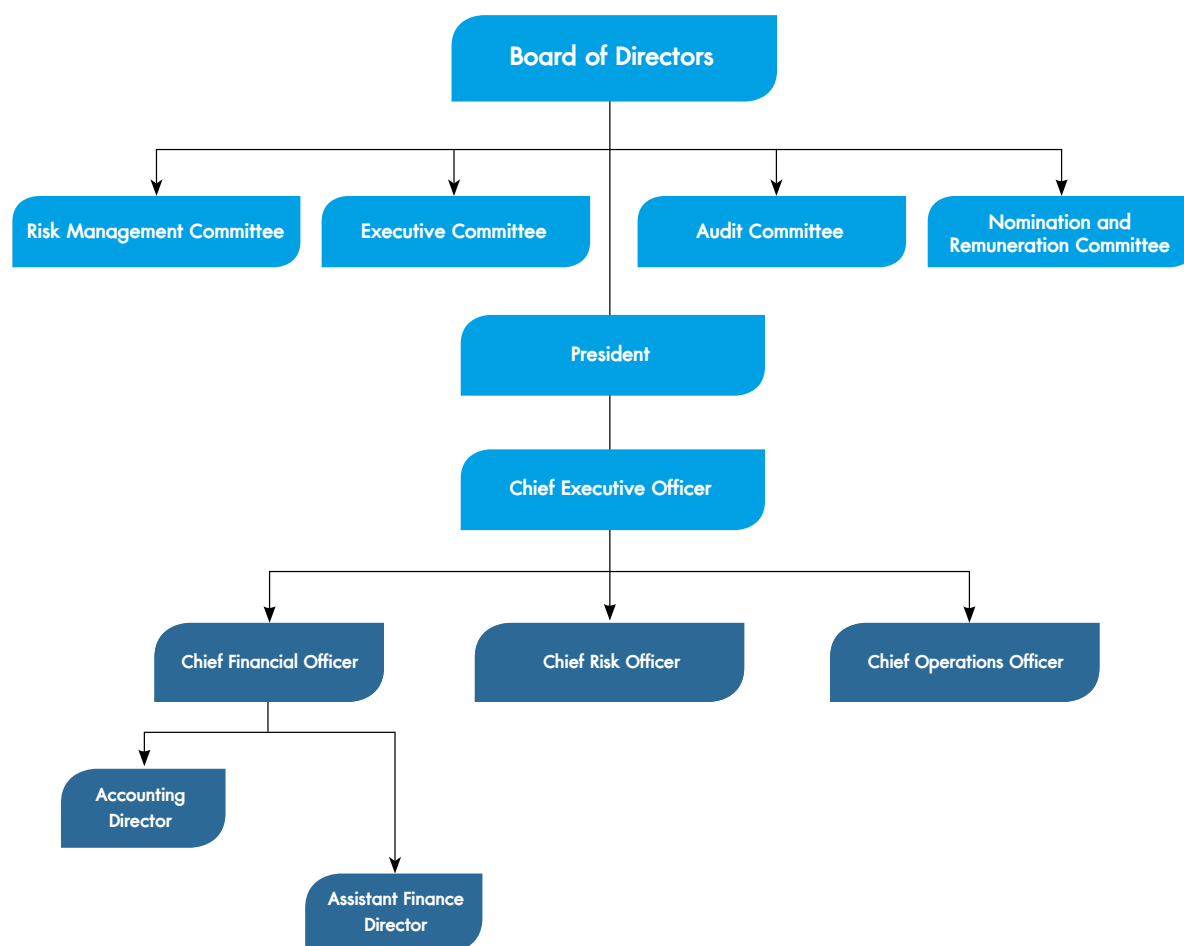 Board of Directors
Risk Management Committee
Executive Committee
Audit Committee
Nomination and
Remuneration Committee
President
Chief Executive Officer
Chief Financial Officer
Chief Risk Officer
Chief Operations Officer
Accounting
Director
Assistant Finance
Director